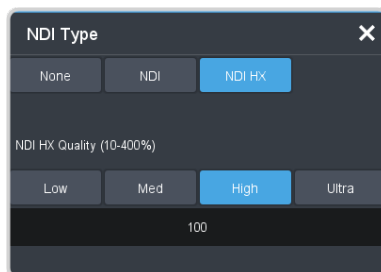 NDI Type
None NDI NDI HX
NDI HX Quality (10-400%)
Low Med High Ultra
100